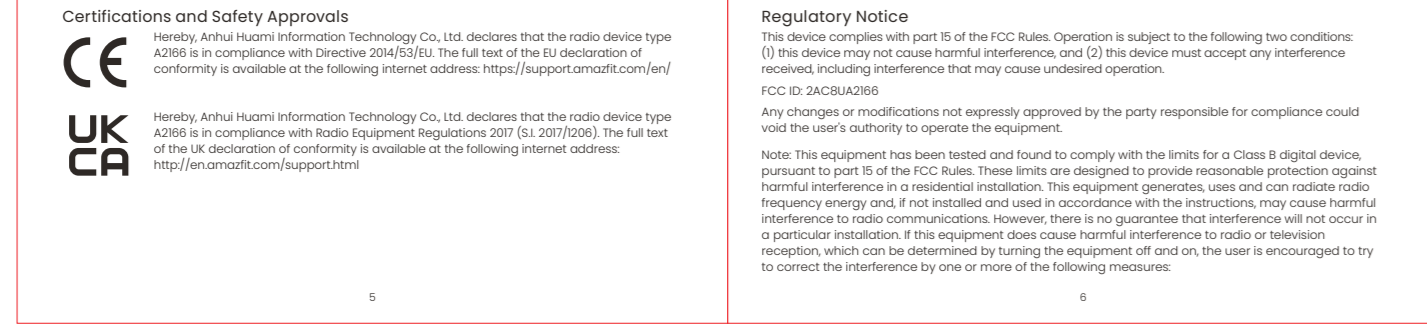 Certifications and Safety Approvals
CE
Hereby, Anhui Huami Information Technology Co., Ltd. declares that the radio device type
A2166 is in compliance with Directive 2014/53/EU. The full text of the EU declaration of
conformity is available at the following internet address: https://support.amazfit.com/en/
UK
CA
Hereby, Anhui Huami Information Technology Co., Ltd. declares that the radio device type
A2166 is in compliance with Radio Equipment Regulations 2017 (S.I. 2017/1206). The full text
of the UK declaration of conformity is available at the following internet address:
http://en.amazfit.com/support.html
5
Regulatory Notice
This device complies with part 15 of the FCC Rules. Operation is subject to the following two conditions:
(1) this device may not cause harmful interference, and (2) this device must accept any interference
received, including interference that may cause undesired operation.
FCC ID: 2AC8UA2166
Any changes or modifications not expressly approved by the party responsible for compliance could
void the user's authority to operate the equipment.
Note: This equipment has been tested and found to comply with the limits for a Class B digital device,
pursuant to part 15 of the FCC Rules. These limits are designed to provide reasonable protection against
harmful interference in a residential installation. This equipment generates, uses and can radiate radio
frequency energy and, if not installed and used in accordance with the instructions, may cause harmful
interference to radio communications. However, there is no guarantee that interference will not occur in
a particular installation. If this equipment does cause harmful interference to radio or television
reception, which can be determined by turning the equipment off and on, the user is encouraged to try
to correct the interference by one or more of the following measures:
6